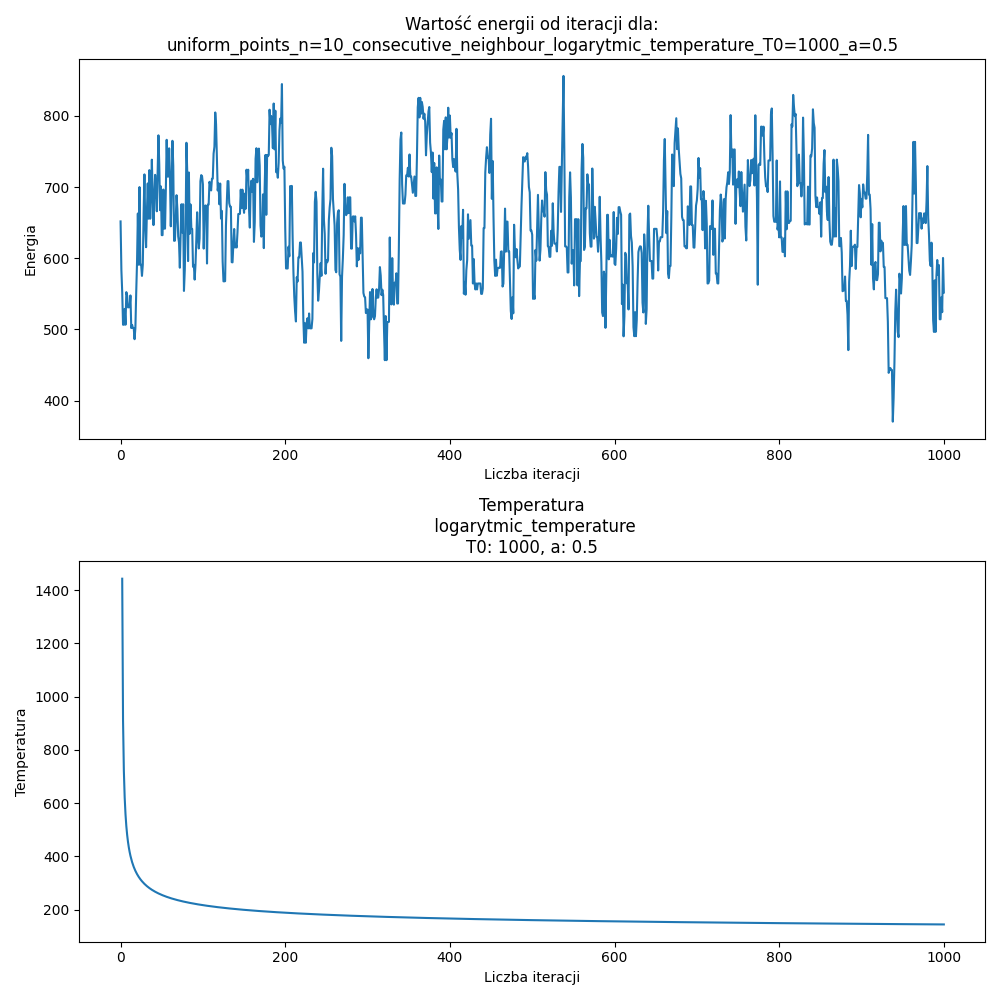 Wartość energii od iteracji dla:
uniform_points_n=10_consecutive_neighbour_logarytmic_temperature_T0=1000_a=0.5
800
700
600
500
400
Energia
0 200 400 600 800 1000
Liczba iteracji
Temperatura
logarytmic_temperature
T0: 1000, a: 0.5
1400
1200
1000
800
600
400
200
Temperatura
0 200 400 600 800 1000
Liczba iteracji